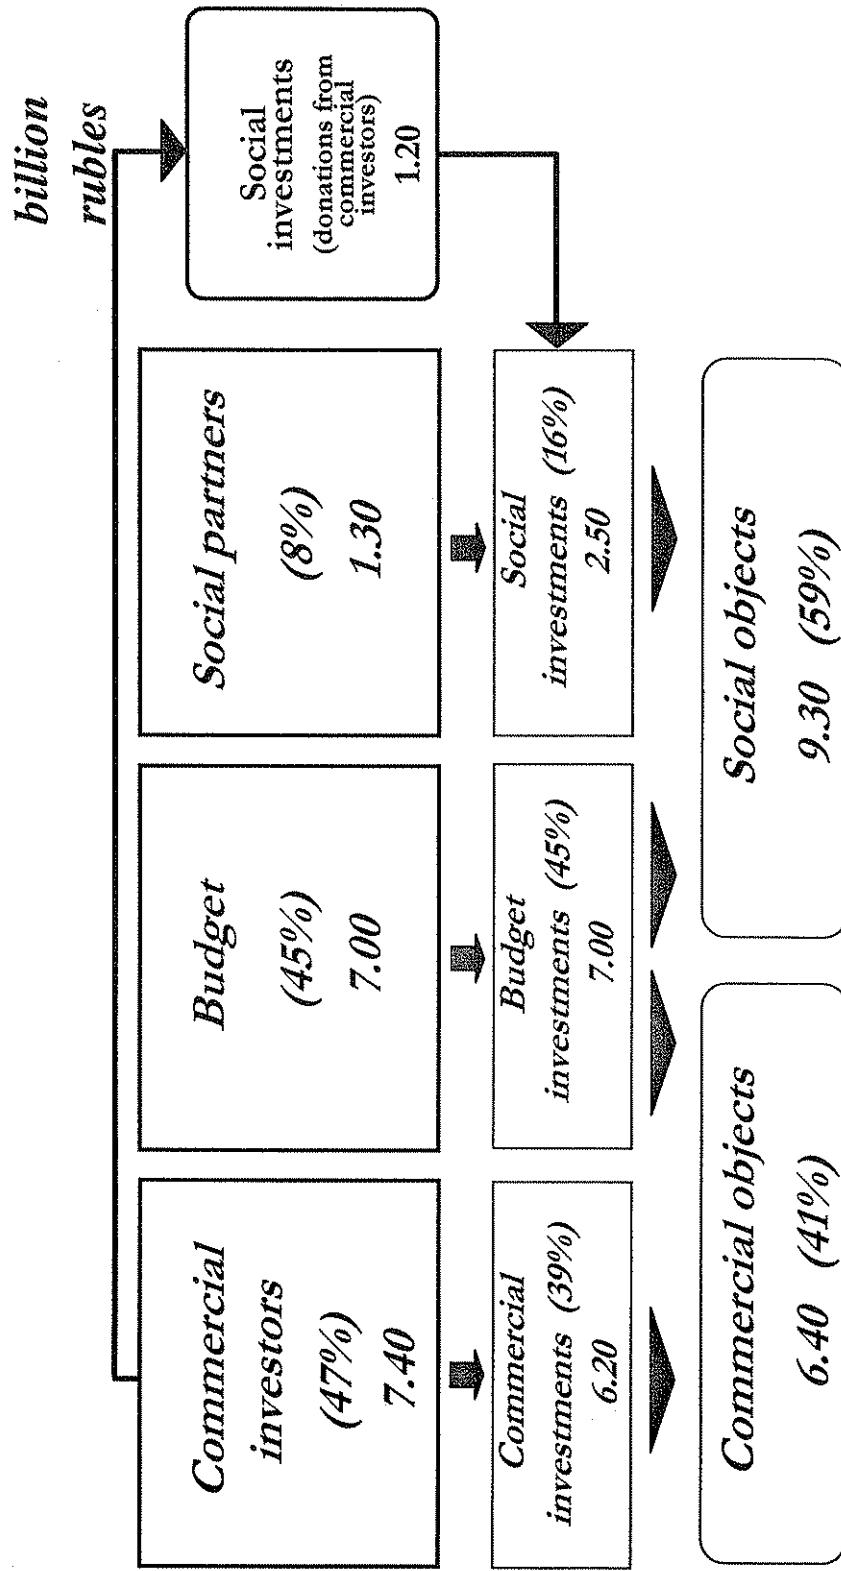 billion
rubles
Commercial
investors
(47%)
7.40
Budget
(45%)
7.00
Social partners
(8%)
1.30
Social
investments
(donations from
commercial
investors)
1.20
Commercial
investments (39%)
6.20
Budget
investments (45%)
7.00
Social
investments (16%)
2.50
Commercial objects
6.40 (41%)
Social objects
9.30 (59%)